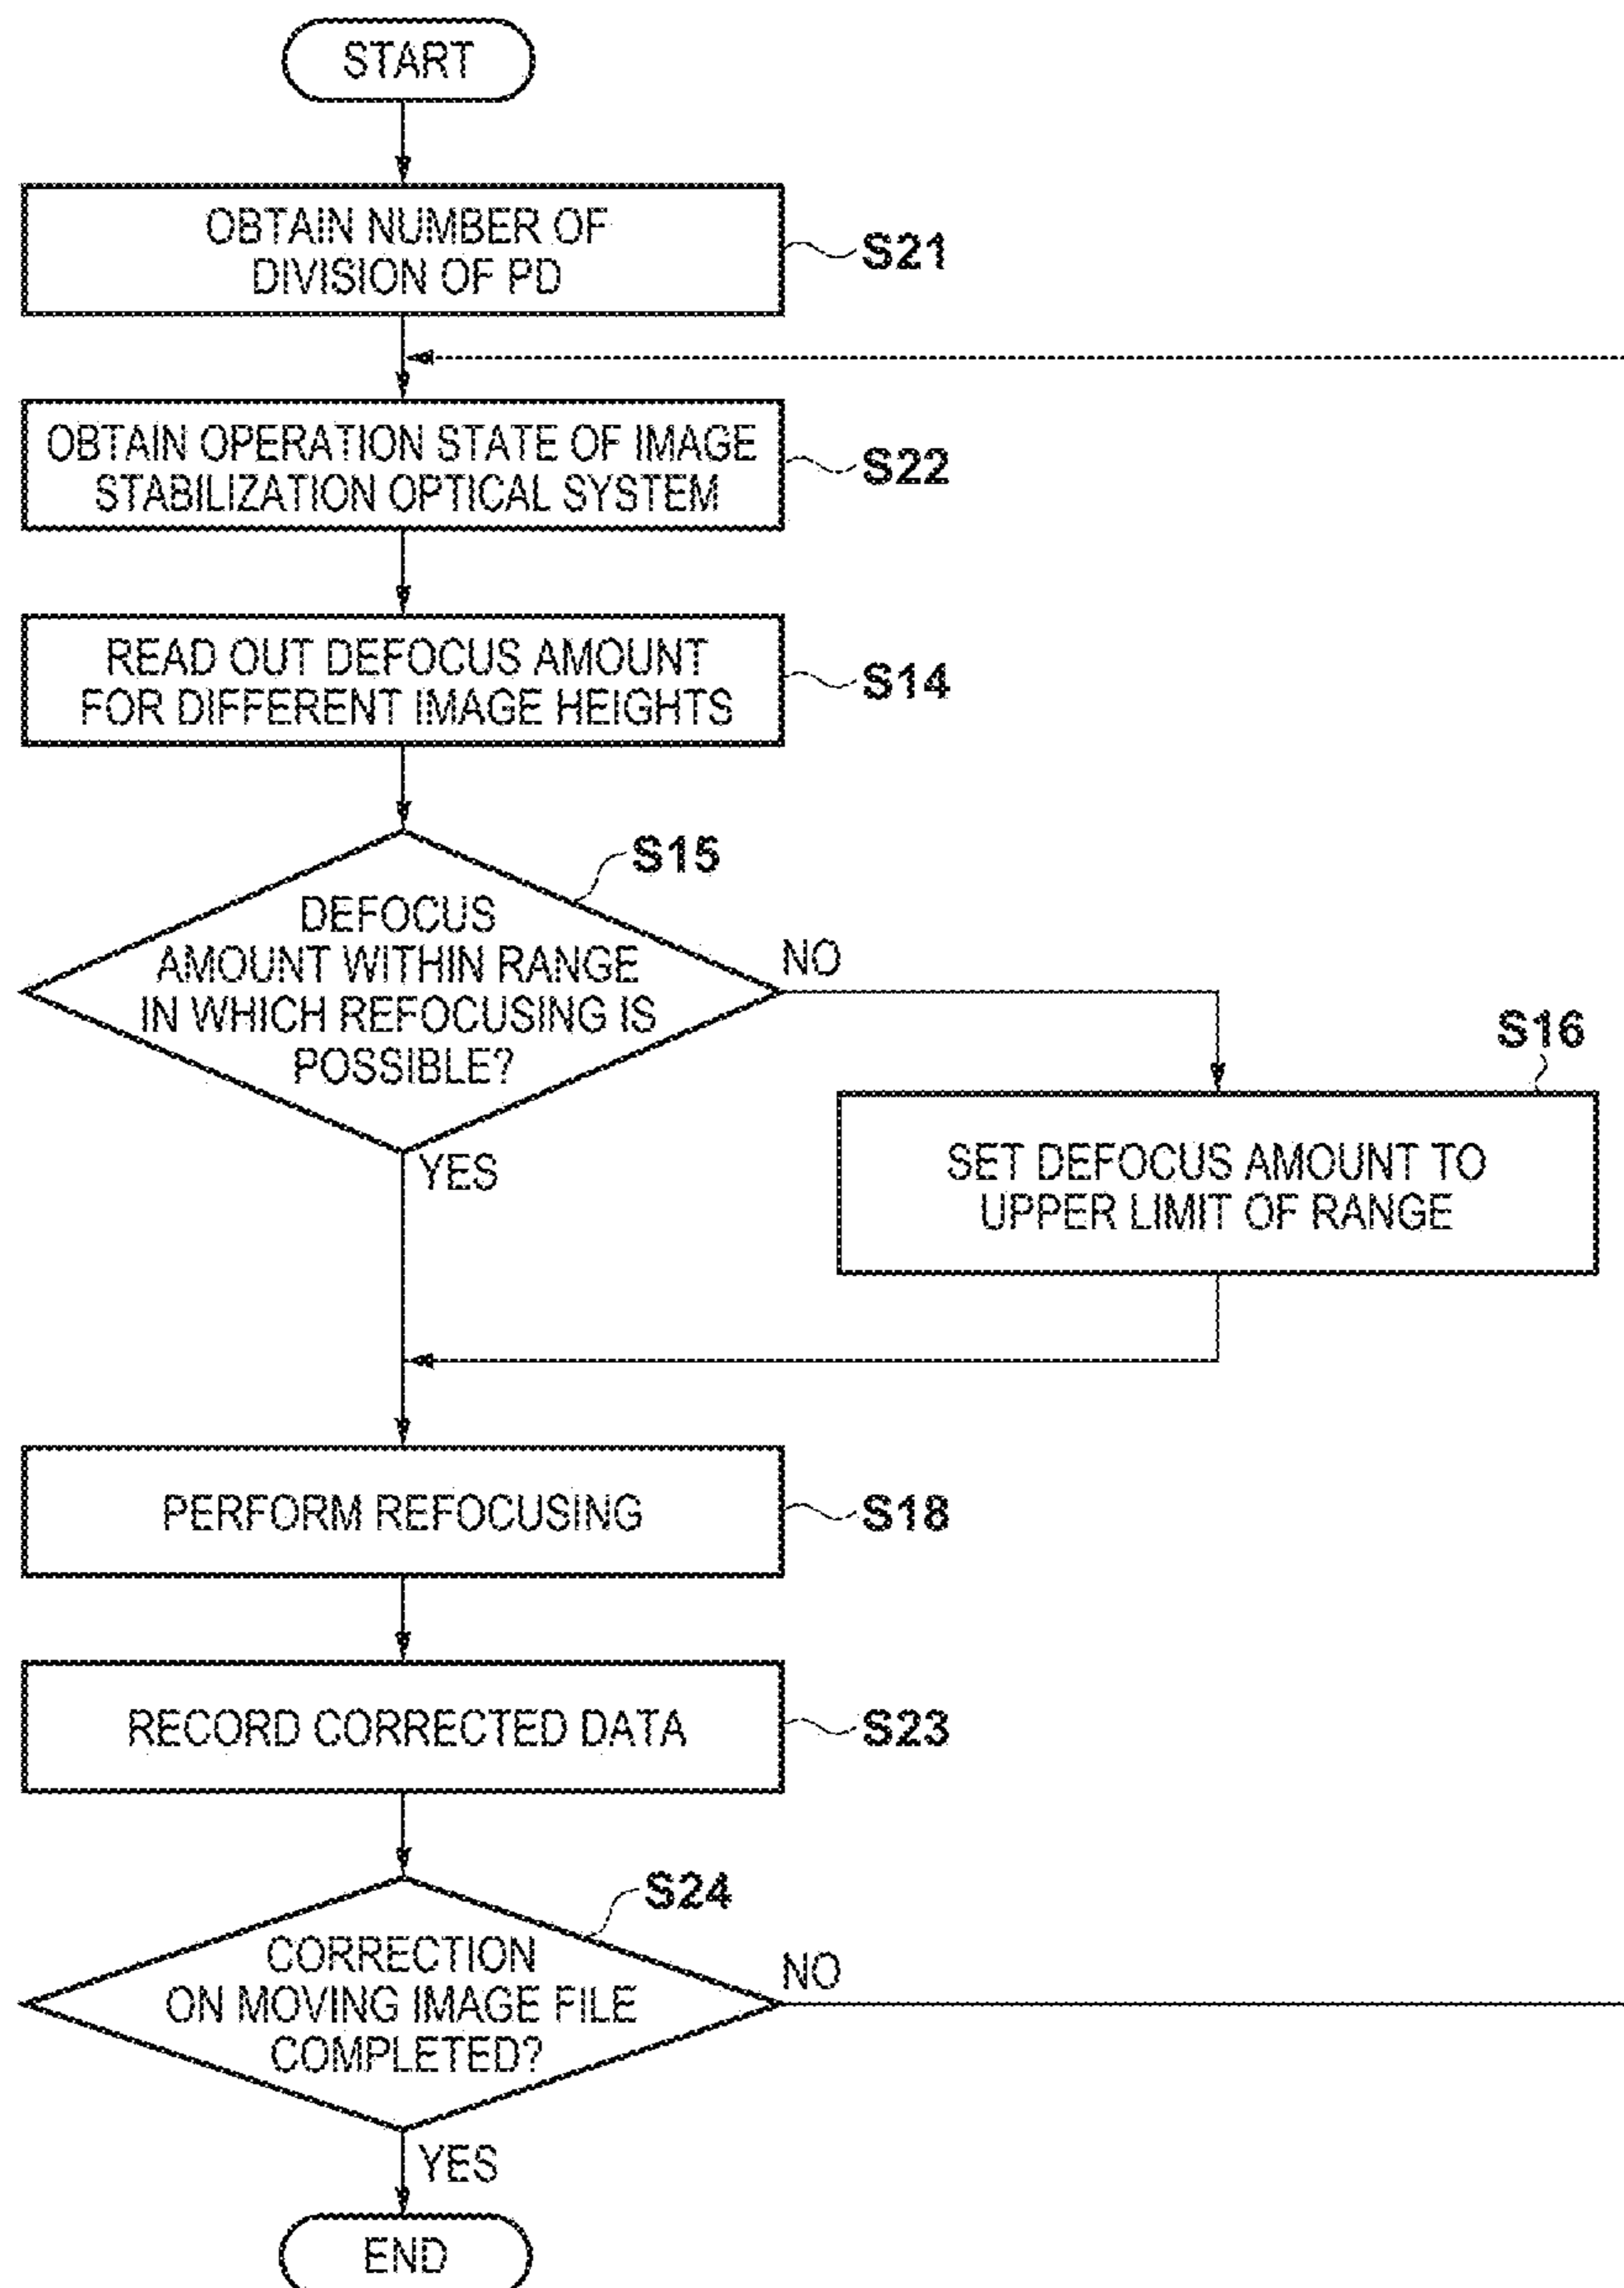 START
OBTAIN NUMBER OF
DIVISION OF PD
S21
OBTAIN OPERATION STATE OF IMAGE
STABILIZATION OPTICAL SYSTEM
S22
READ OUT DEFOCUS AMOUNT
FOR DIFFERENT IMAGE HEIGHTS
S14
S15
DEFOCUS
AMOUNT WITHIN RANGE
IN WHICH REFOCUSING IS
POSSIBLE?
NO
YES
S16
SET DEFOCUS AMOUNT TO
UPPER LIMIT OF RANGE
PERFORM REFOCUSING
S18
RECORD CORRECTED DATA
S23
S24
CORRECTION
ON MOVING IMAGE FILE
COMPLETED?
NO
YES
END